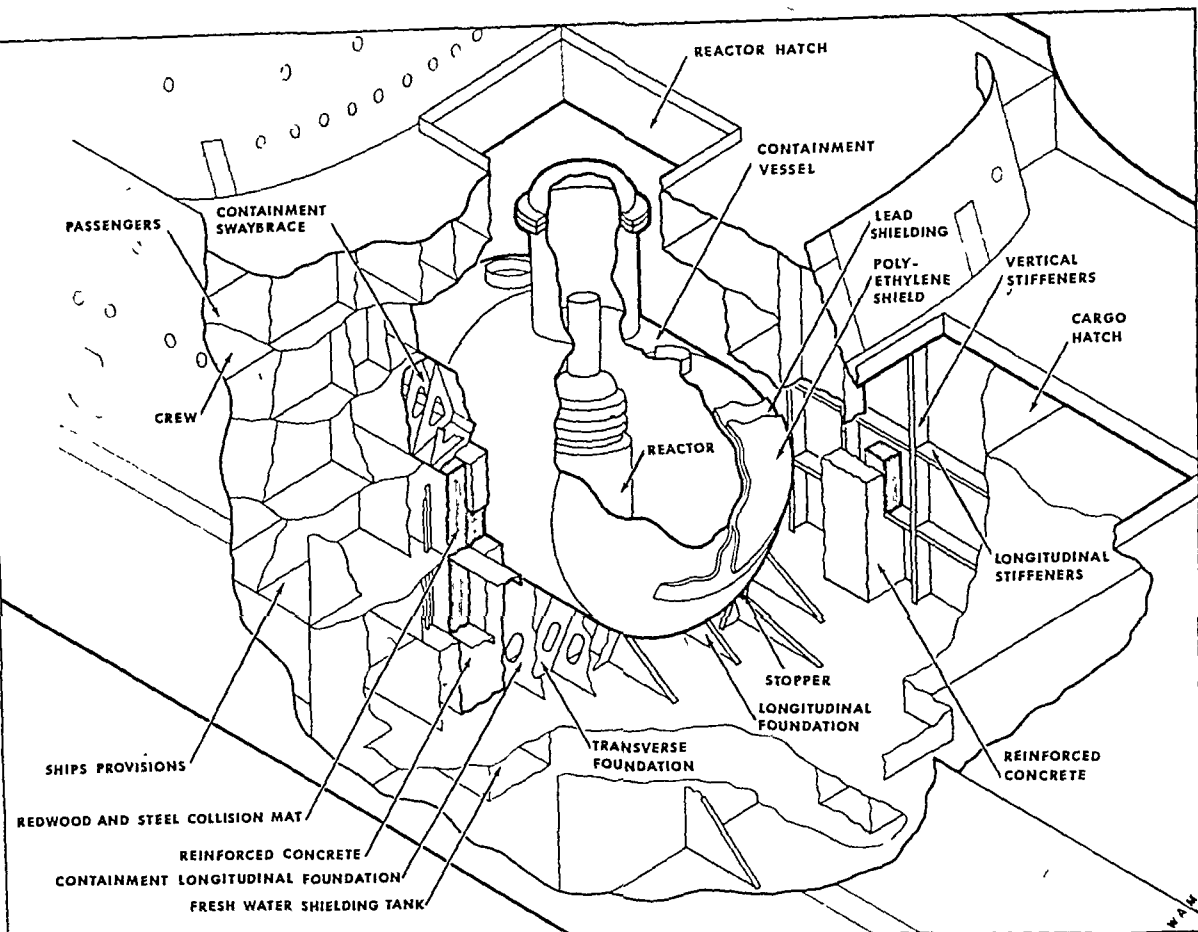 REACTOR HATCH
CONTAINMENT
VESSEL
LEAD
SHIELDING
POLY-
ETHYLENE
SHIELD
VERTICAL
STIFFENERS
CARGO
HATCH
PASSENGERS
CONTAINMENT
SWAYBRACE
CREW
REACTOR
LONGITUDINAL
STIFFENERS
STOPPER
LONGITUDINAL
FOUNDATION
TRANSVERSE
FOUNDATION
REINFORCED
CONCRETE
SHIPS PROVISIONS
REDWOOD AND STEEL COLLISION MAT
REINFORCED CONCRETE
CONTAINMENT LONGITUDINAL FOUNDATION
FRESH WATER SHIELDING TANK
WAM